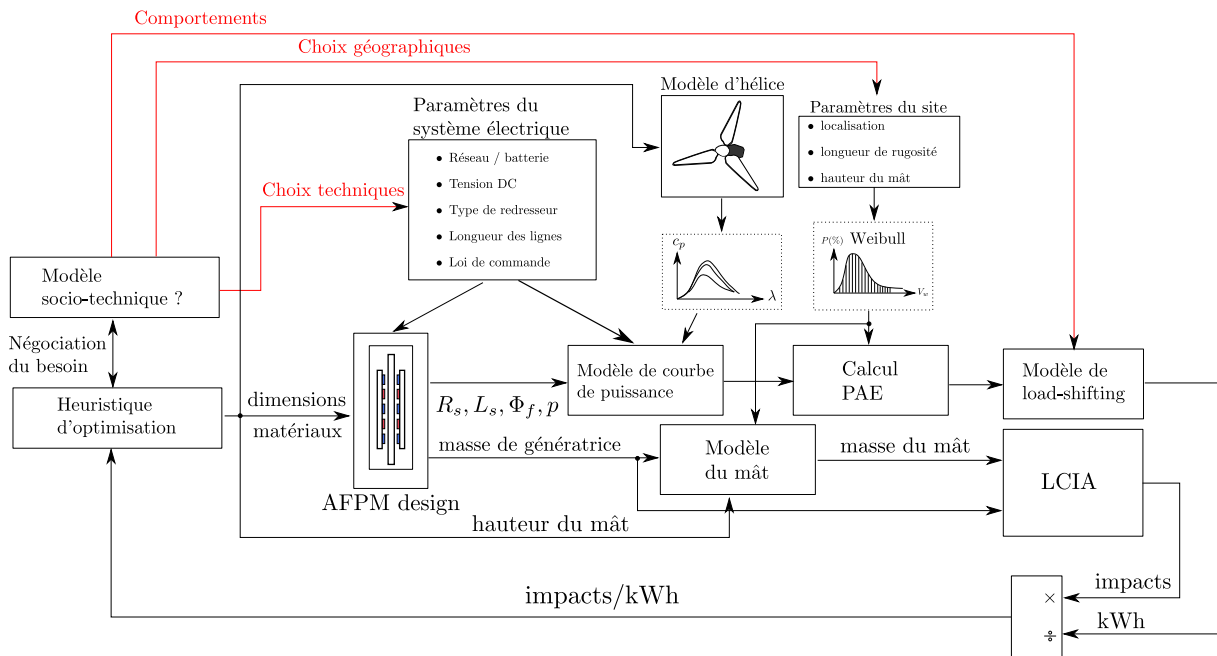 Comportements
Choix géographiques
Modèle d'hélice
Paramètres du
système électrique
• Réseau / batterie
• Tension DC
• Type de redresseur
• Longueur des lignes
• Loi de commande
Paramètres du site
• localisation
• longueur de rugosité
• hauteur du mât
Choix techniques
c_p
λ
P(%)
Weibull
V_w
Modèle
socio-technique ?
Négociation
du besoin
Heuristique
d'optimisation
dimensions
matériaux
AFPM design
R_s, L_s, Φ_f, p
masse de génératrice
hauteur du mât
Modèle de courbe
de puissance
Calcul
PAE
Modèle de
load-shifting
Modèle
du mât
masse du mât
LCIA
impacts
impacts/kWh
×
kWh
÷